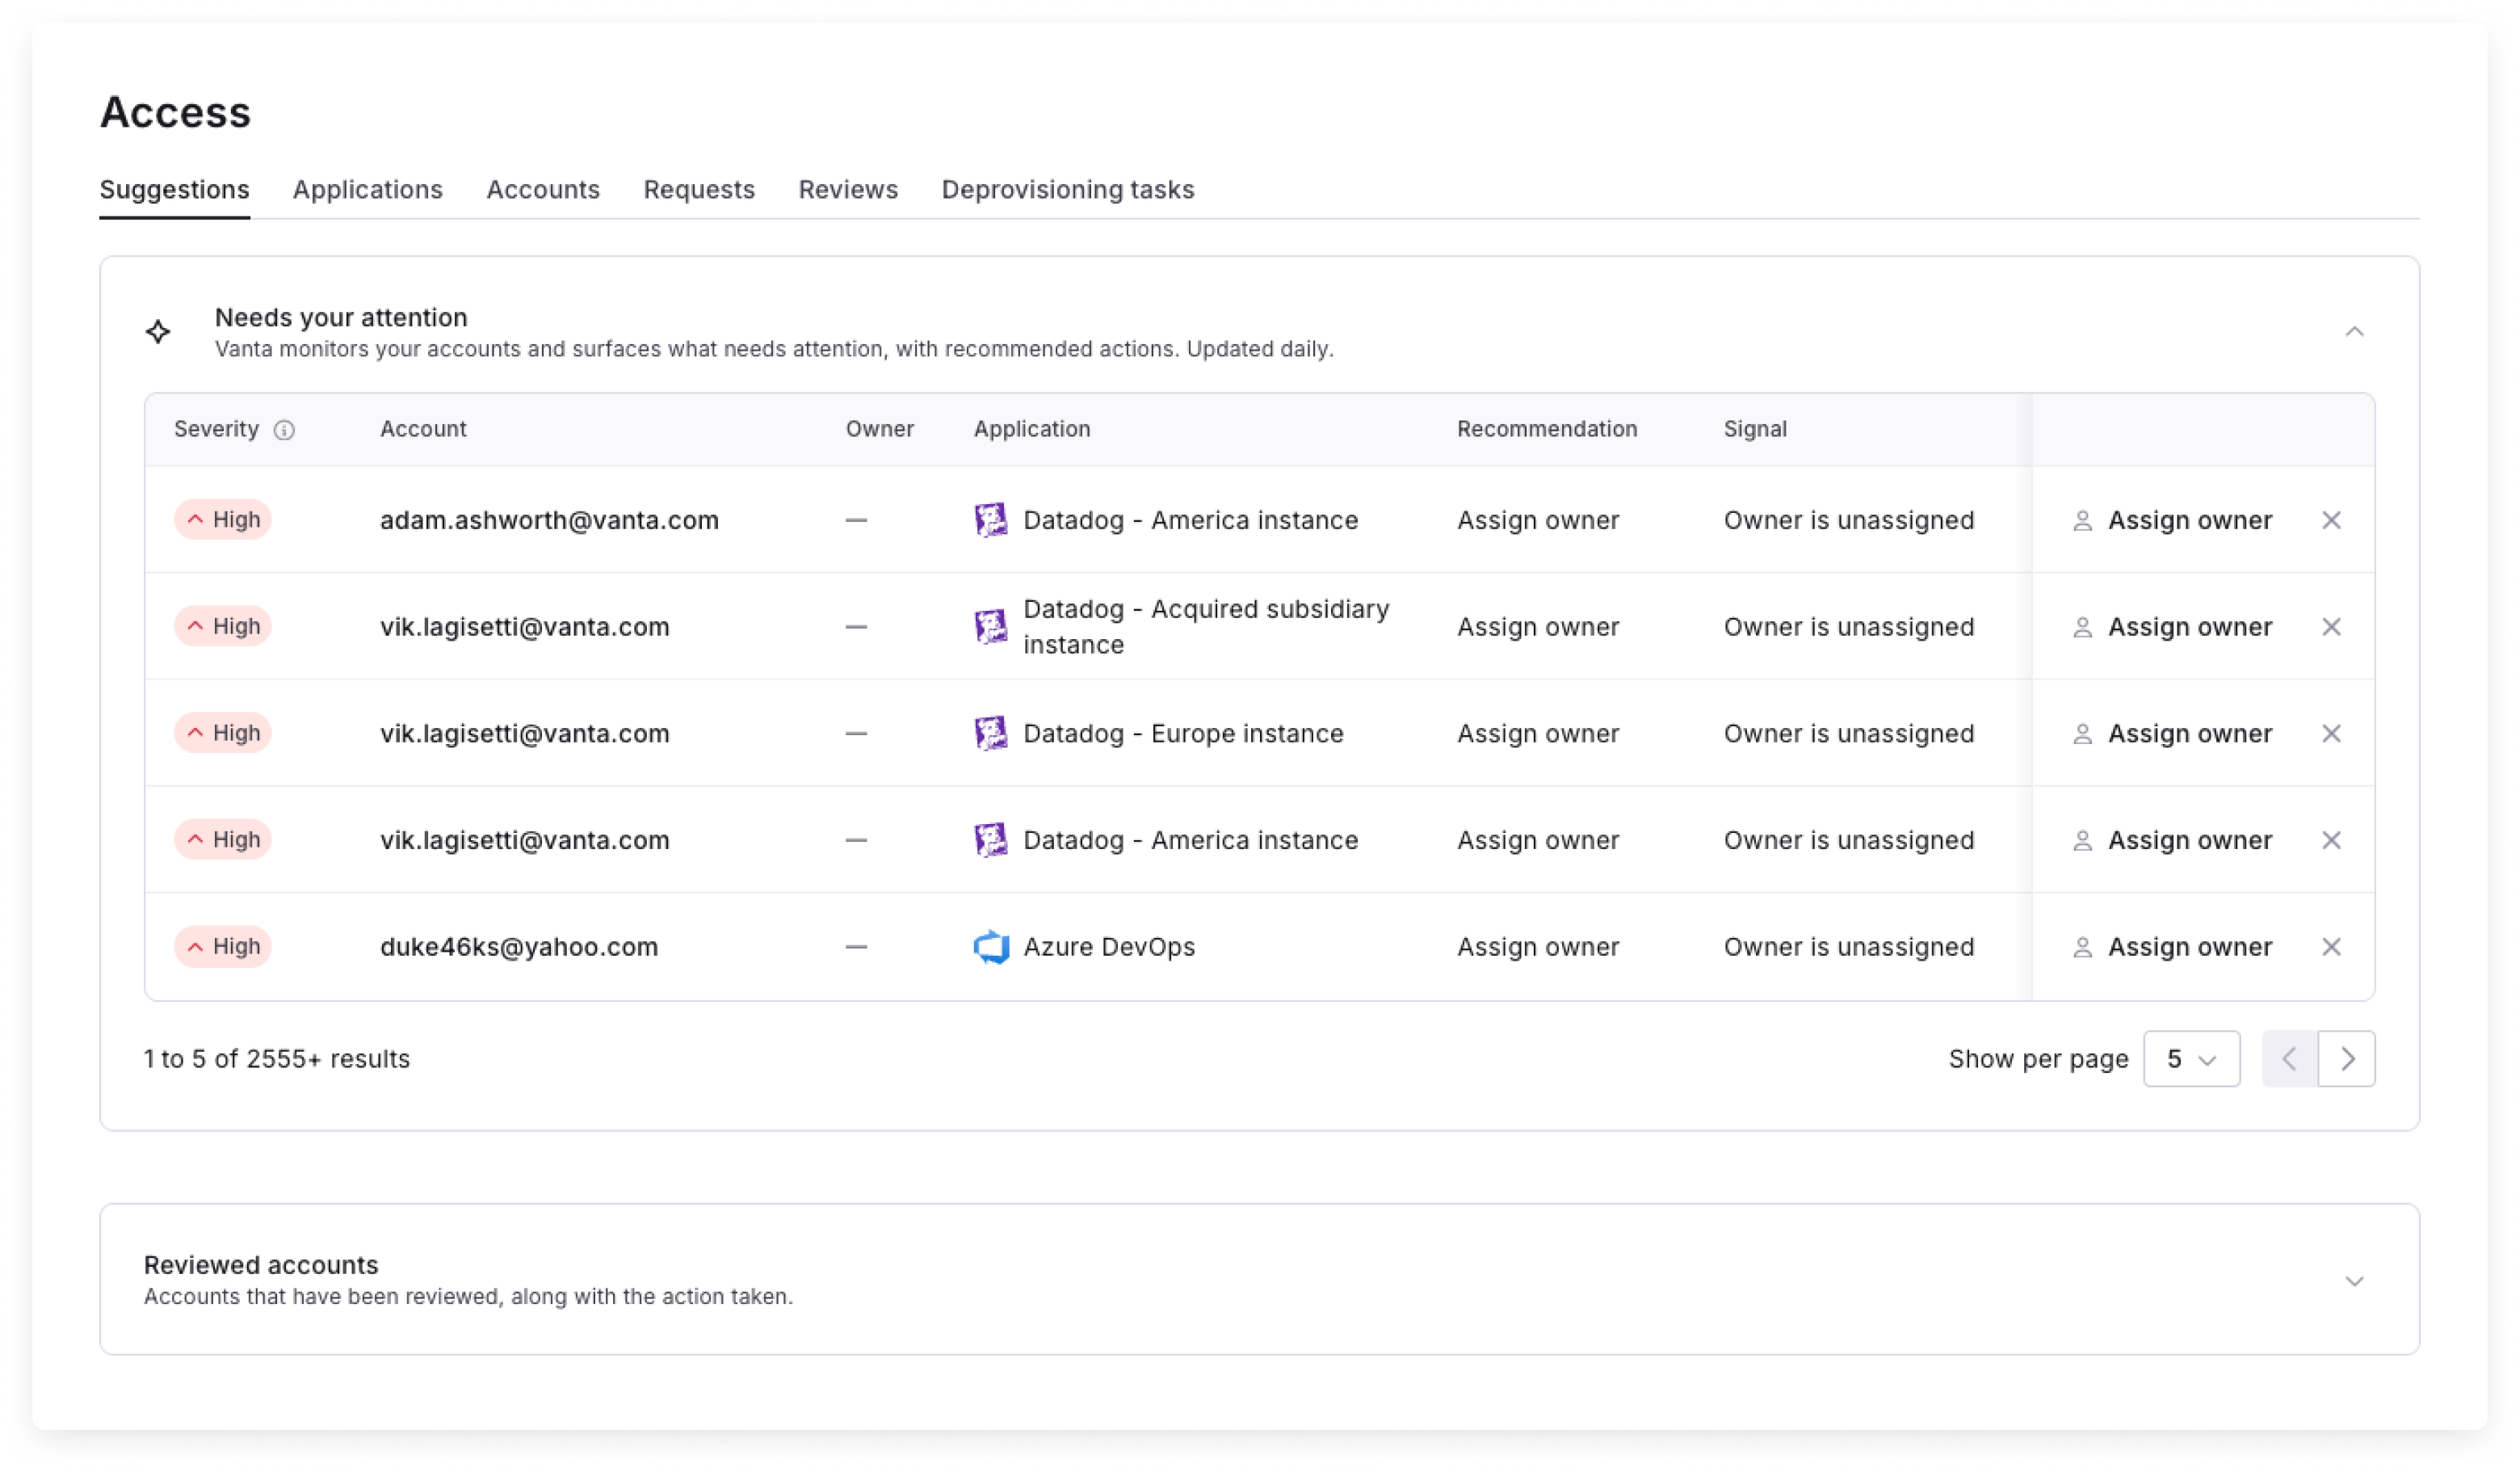 Access
Suggestions Applications Accounts Requests Reviews Deprovisioning tasks
Needs your attention
Vanta monitors your accounts and surfaces what needs attention, with recommended actions. Updated daily.
Severity Account Owner Application Recommendation Signal
High adam.ashworth@vanta.com — Datadog - America instance Assign owner Owner is unassigned Assign owner
High vik.lagisetti@vanta.com — Datadog - Acquired subsidiary instance Assign owner Owner is unassigned Assign owner
High vik.lagisetti@vanta.com — Datadog - Europe instance Assign owner Owner is unassigned Assign owner
High vik.lagisetti@vanta.com — Datadog - America instance Assign owner Owner is unassigned Assign owner
High duke46ks@yahoo.com — Azure DevOps Assign owner Owner is unassigned Assign owner
1 to 5 of 2555+ results Show per page 5
Reviewed accounts
Accounts that have been reviewed, along with the action taken.